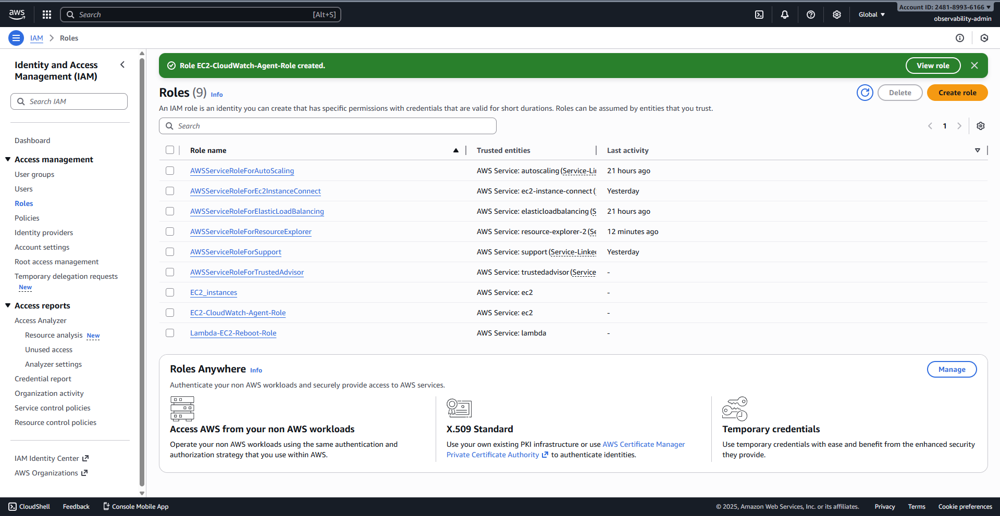 aws
Search [Alt+S]
Global
Account ID: 2481-8993-6166
observability-admin
IAM
Roles
Identity and Access
Management (IAM)
Search IAM
Dashboard
Access management
User groups
Users
Roles
Policies
Identity providers
Account settings
Root access management
Temporary delegation requests
New
Access reports
Access Analyzer
Resource analysis New
Unused access
Analyzer settings
Credential report
Organization activity
Service control policies
Resource control policies
IAM Identity Center
AWS Organizations
Role EC2-CloudWatch-Agent-Role created.
View role
Roles (9) Info
Delete
Create role
An IAM role is an identity you can create that has specific permissions with credentials that are valid for short durations. Roles can be assumed by entities that you trust.
Search
1
Role name Trusted entities Last activity
AWSServiceRoleForAutoScaling AWS Service: autoscaling (Service-Li 21 hours ago
AWSServiceRoleForEc2InstanceConnect AWS Service: ec2-instance-connect ( Yesterday
AWSServiceRoleForElasticLoadBalancing AWS Service: elasticloadbalancing (S 21 hours ago
AWSServiceRoleForResourceExplorer AWS Service: resource-explorer-2 (Se 12 minutes ago
AWSServiceRoleForSupport AWS Service: support (Service-Linke Yesterday
AWSServiceRoleForTrustedAdvisor AWS Service: trustedadvisor (Service -
EC2_instances AWS Service: ec2 -
EC2-CloudWatch-Agent-Role AWS Service: ec2 -
Lambda-EC2-Reboot-Role AWS Service: lambda -
Roles Anywhere Info
Manage
Authenticate your non AWS workloads and securely provide access to AWS services.
Access AWS from your non AWS workloads
Operate your non AWS workloads using the same authentication and
authorization strategy that you use within AWS.
X.509 Standard
Use your own existing PKI infrastructure or use AWS Certificate Manager
Private Certificate Authority to authenticate identities.
Temporary credentials
Use temporary credentials with ease and benefit from the enhanced security
they provide.
CloudShell Feedback Console Mobile App © 2025, Amazon Web Services, Inc. or its affiliates. Privacy Terms Cookie preferences